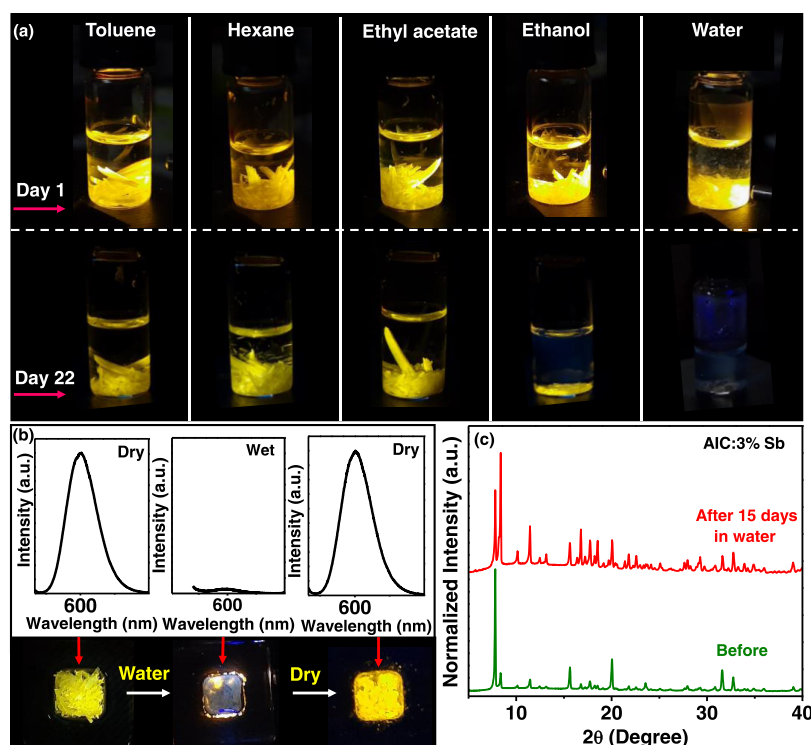 (a)
Toluene
Hexane
Ethyl acetate
Ethanol
Water
Day 1
Day 22
(b)
Intensity (a.u.)
Dry
600
Wavelength (nm)
Intensity (a.u.)
Wet
600
Wavelength (nm)
Intensity (a.u.)
Dry
600
Wavelength (nm)
Water
Dry
(c)
AIC:3% Sb
After 15 days
in water
Before
Normalized Intensity (a.u.)
10
20
30
40
2θ (Degree)